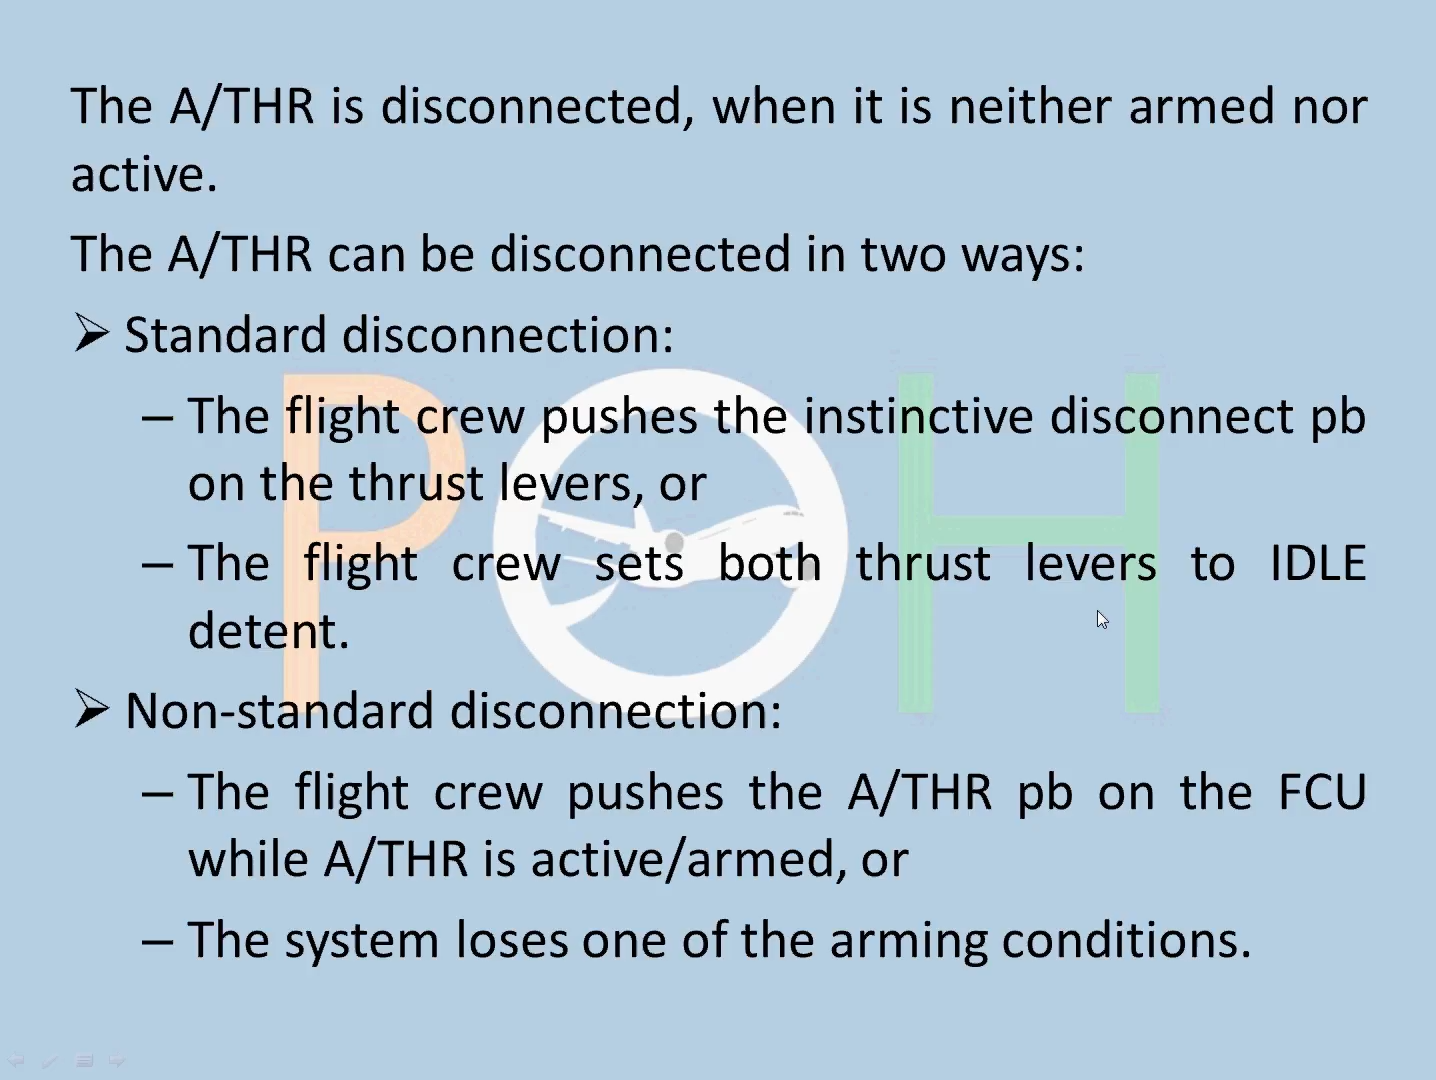 The A/THR is disconnected, when it is neither armed nor
active.
The A/THR can be disconnected in two ways:
➢ Standard disconnection:
– The flight crew pushes the instinctive disconnect pb
on the thrust levers, or
– The flight crew sets both thrust levers to IDLE
detent.
➢ Non-standard disconnection:
– The flight crew pushes the A/THR pb on the FCU
while A/THR is active/armed, or
– The system loses one of the arming conditions.
POH